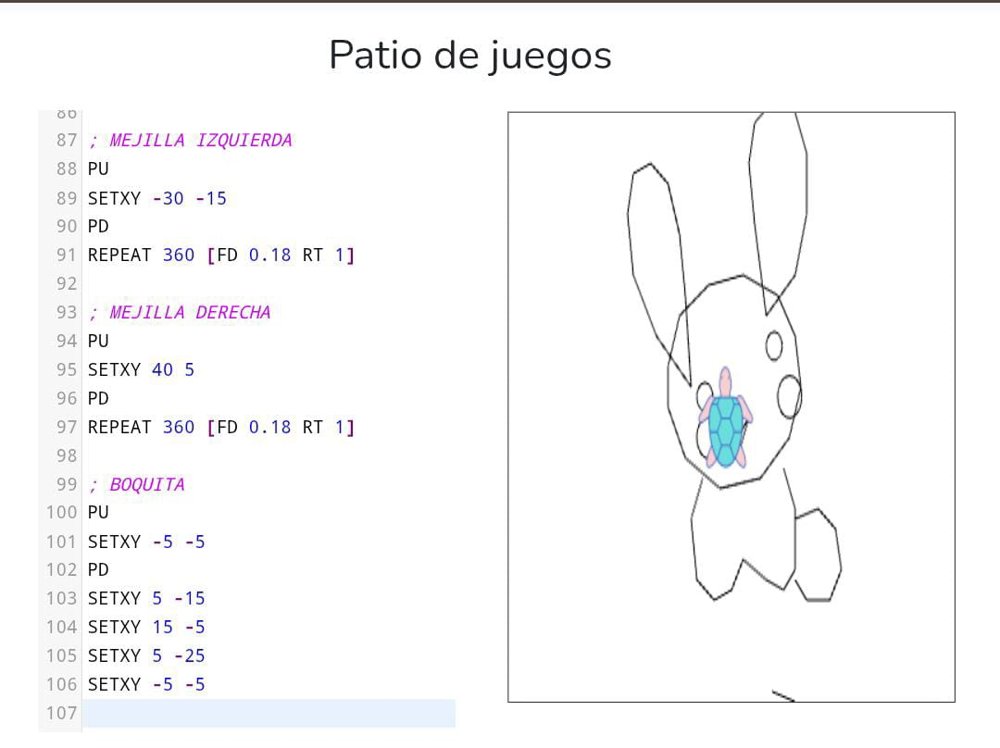 Patio de juegos
86
87 ; MEJILLA IZQUIERDA
88 PU
89 SETXY -30 -15
90 PD
91 REPEAT 360 [FD 0.18 RT 1]
92
93 ; MEJILLA DERECHA
94 PU
95 SETXY 40 5
96 PD
97 REPEAT 360 [FD 0.18 RT 1]
98
99 ; BOQUITA
100 PU
101 SETXY -5 -5
102 PD
103 SETXY 5 -15
104 SETXY 15 -5
105 SETXY 5 -25
106 SETXY -5 -5
107